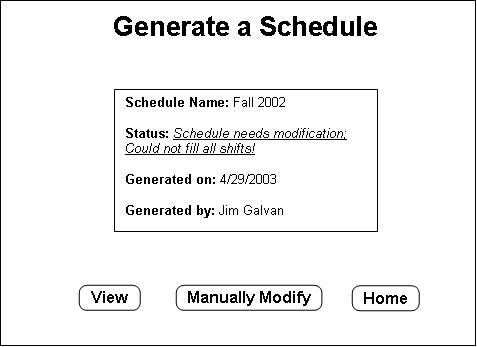 Generate a Schedule
Schedule Name: Fall 2002
Status: Schedule needs modification;
Could not fill all shifts!
Generated on: 4/29/2003
Generated by: Jim Galvan
View
Manually Modify
Home